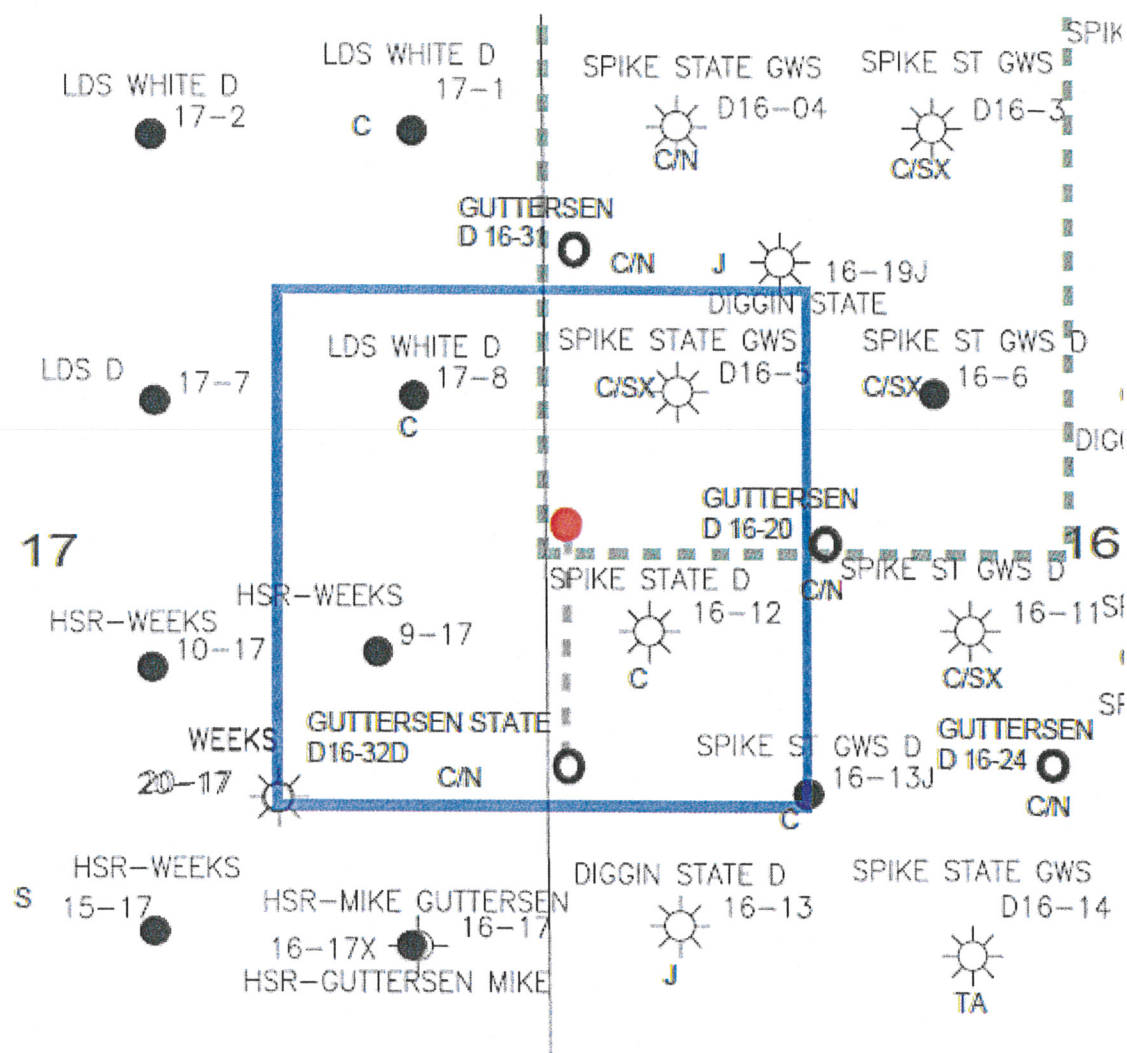 SPIK
LDS WHITE D
17-2
LDS WHITE D
17-1
C
SPIKE STATE GWS
D16-04
C/N
SPIKE ST GWS
D16-3
C/SX
GUTTERSEN
D 16-31
C/N
J
16-19J
DIGGIN STATE
LDS D
17-7
LDS WHITE D
17-8
C
SPIKE STATE GWS
D16-5
C/SX
SPIKE ST GWS D
16-6
C/SX
DIGG
17
GUTTERSEN
D 16-20
C/N
16
HSR-WEEKS
10-17
HSR-WEEKS
9-17
SPIKE STATE D
16-12
C
SPIKE ST GWS D
16-11
C/SX
SP
SP
WEEKS
20-17
GUTTERSEN STATE
D16-32D
C/N
SPIKE ST GWS D
16-13J
C
GUTTERSEN
D 16-24
C/N
S
HSR-WEEKS
15-17
HSR-MIKE GUTTERSEN
16-17
16-17X
HSR-GUTTERSEN MIKE
DIGGIN STATE D
16-13
J
SPIKE STATE GWS
D16-14
TA